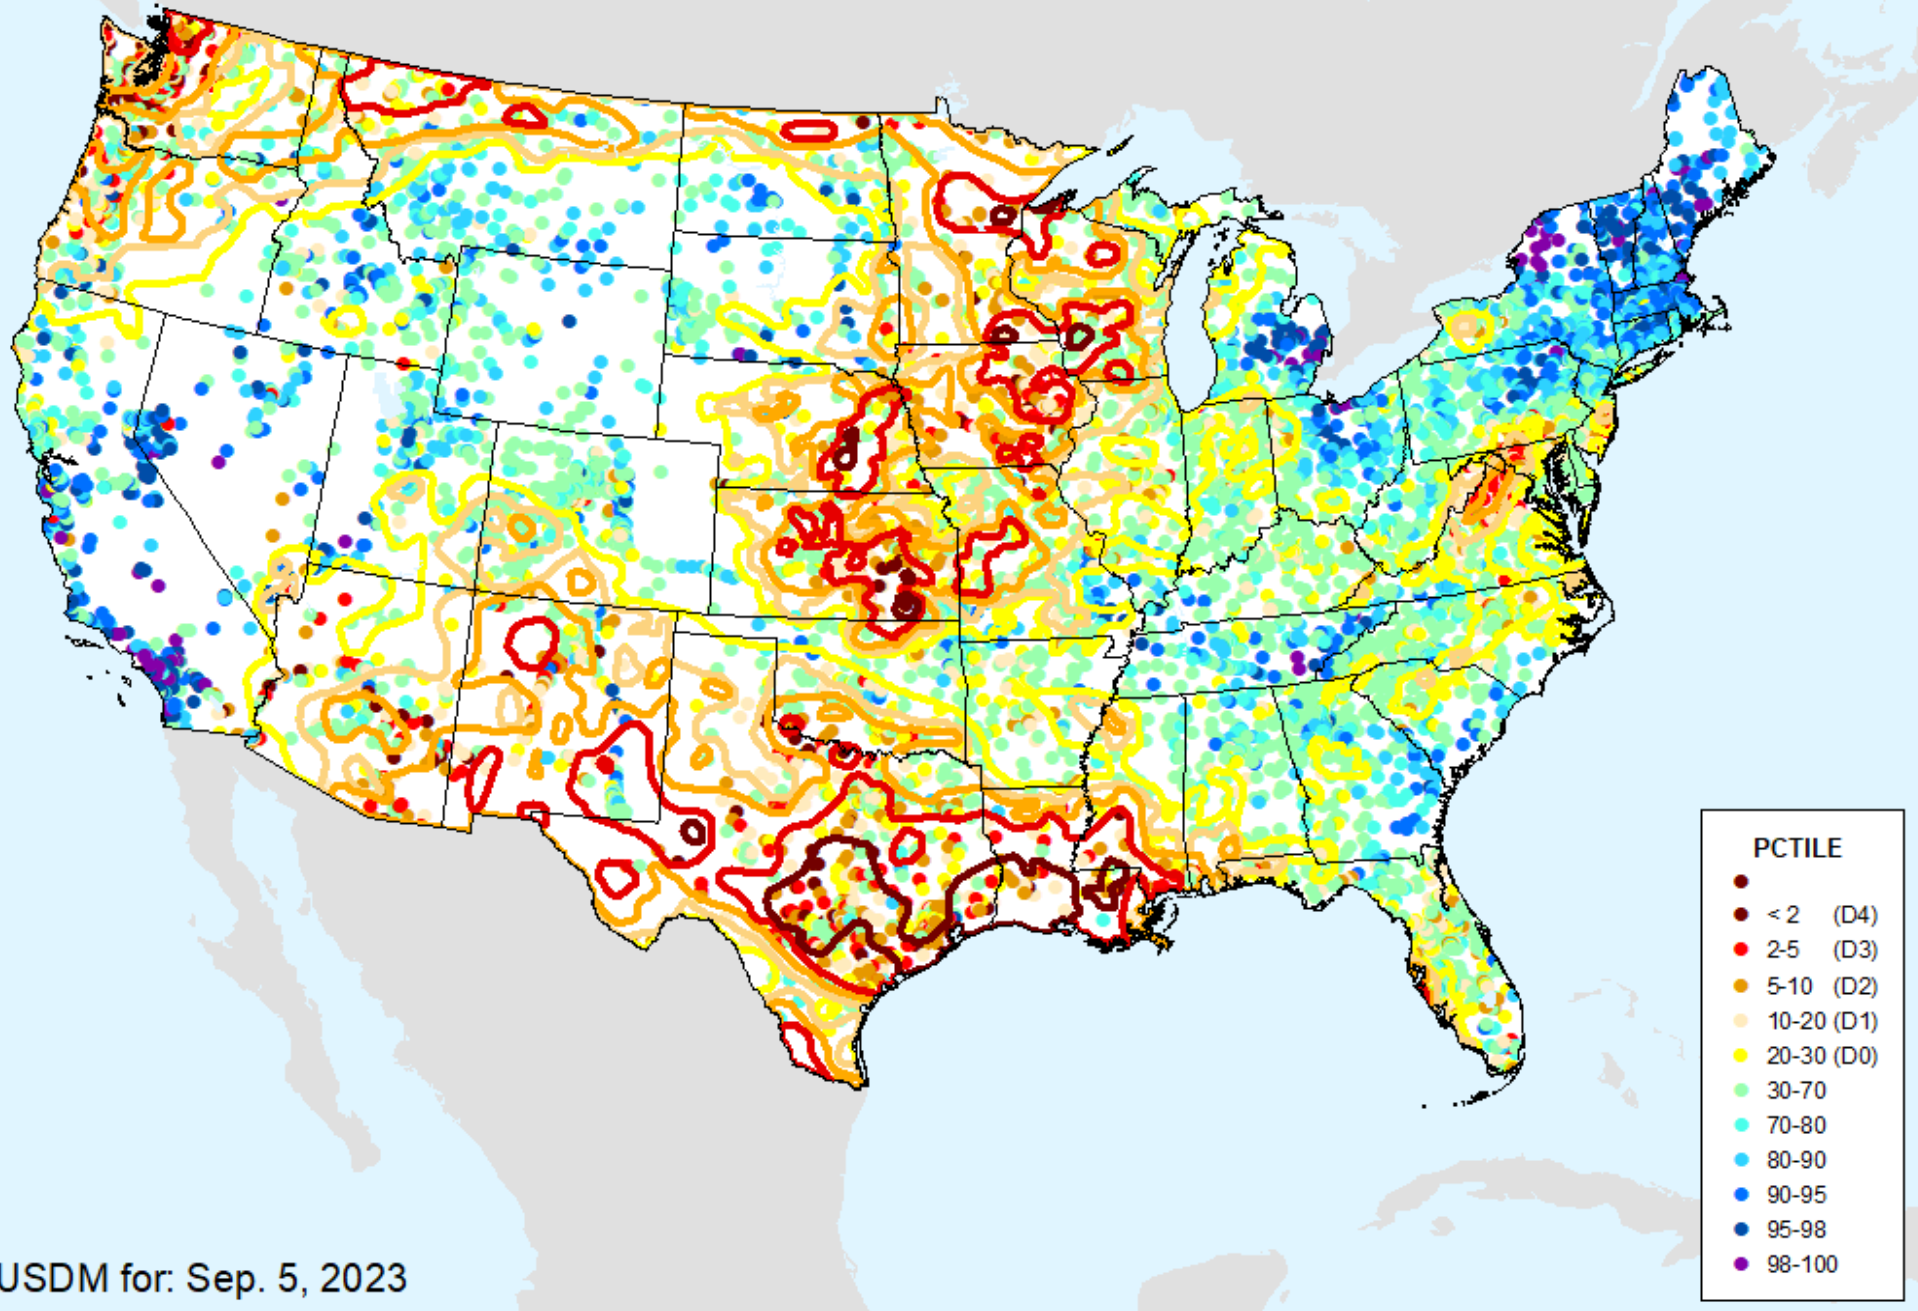 PCTILE
< 2 (D4)
2-5 (D3)
5-10 (D2)
10-20 (D1)
20-30 (D0)
30-70
70-80
80-90
90-95
95-98
98-100
USDM for: Sep. 5, 2023